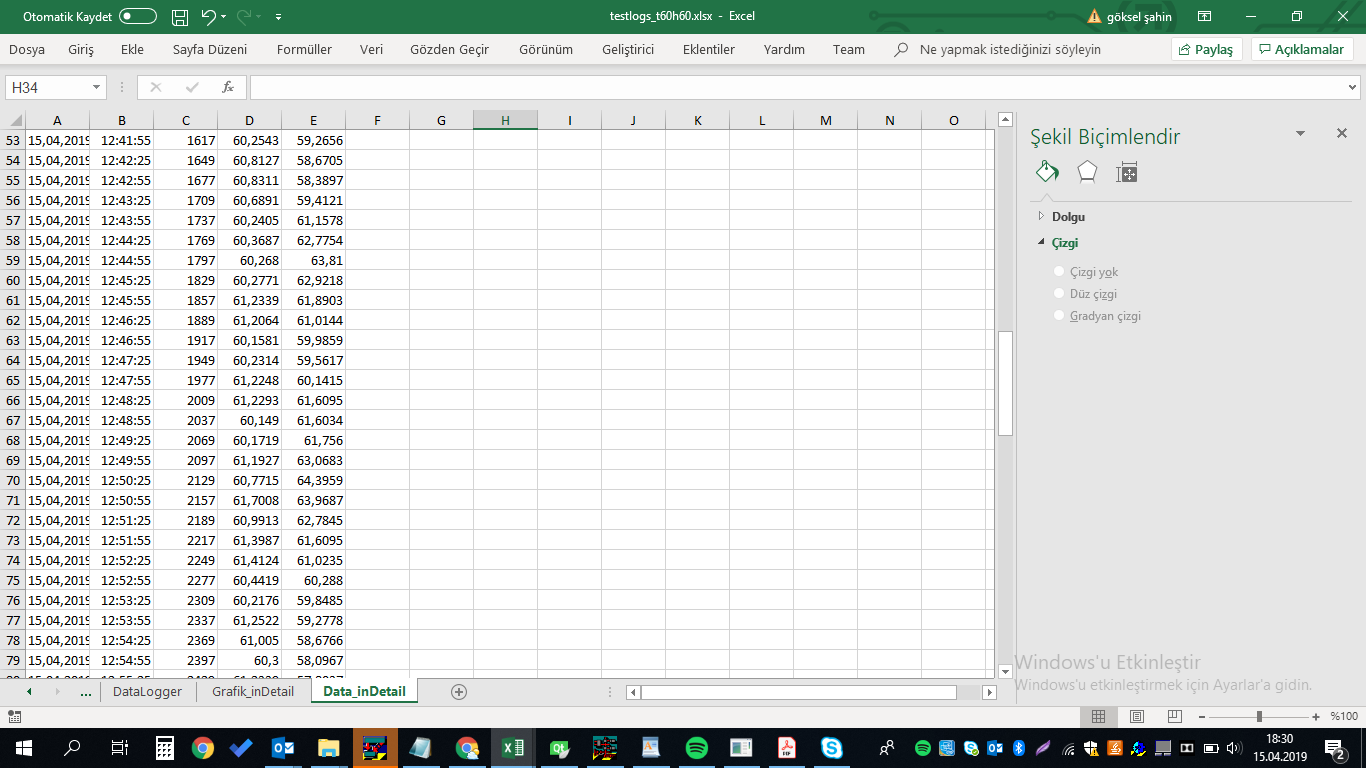 Otomatik Kaydet
testlogs_t60h60.xlsx - Excel
göksel şahin
Dosya Giriş Ekle Sayfa Düzeni Formüller Veri Gözden Geçir Görünüm Geliştirici Eklentiler Yardım Team Ne yapmak istediğinizi söyleyin Paylaş Açıklamalar
H34 fx
A B C D E F G H I J K L M N O
53 15,04,2019 12:41:55 1617 60,2543 59,2656
54 15,04,2019 12:42:25 1649 60,8127 58,6705
55 15,04,2019 12:42:55 1677 60,8311 58,3897
56 15,04,2019 12:43:25 1709 60,6891 59,4121
57 15,04,2019 12:43:55 1737 60,2405 61,1578
58 15,04,2019 12:44:25 1769 60,3687 62,7754
59 15,04,2019 12:44:55 1797 60,268 63,81
60 15,04,2019 12:45:25 1829 60,2771 62,9218
61 15,04,2019 12:45:55 1857 61,2339 61,8903
62 15,04,2019 12:46:25 1889 61,2064 61,0144
63 15,04,2019 12:46:55 1917 60,1581 59,9859
64 15,04,2019 12:47:25 1949 60,2314 59,5617
65 15,04,2019 12:47:55 1977 61,2248 60,1415
66 15,04,2019 12:48:25 2009 61,2293 61,6095
67 15,04,2019 12:48:55 2037 60,149 61,6034
68 15,04,2019 12:49:25 2069 60,1719 61,756
69 15,04,2019 12:49:55 2097 61,1927 63,0683
70 15,04,2019 12:50:25 2129 60,7715 64,3959
71 15,04,2019 12:50:55 2157 61,7008 63,9687
72 15,04,2019 12:51:25 2189 60,9913 62,7845
73 15,04,2019 12:51:55 2217 61,3987 61,6095
74 15,04,2019 12:52:25 2249 61,4124 61,0235
75 15,04,2019 12:52:55 2277 60,4419 60,288
76 15,04,2019 12:53:25 2309 60,2176 59,8485
77 15,04,2019 12:53:55 2337 61,2522 59,2778
78 15,04,2019 12:54:25 2369 61,005 58,6766
79 15,04,2019 12:54:55 2397 60,3 58,0967
Şekil Biçimlendir
Dolgu
Çizgi
Çizgi yok
Düz çizgi
Gradyan çizgi
Windows'u Etkinleştir
Windows'u etkinleştirmek için Ayarlar'a gidin.
... DataLogger Grafik_inDetail Data_inDetail
%100
18:30
15.04.2019
2